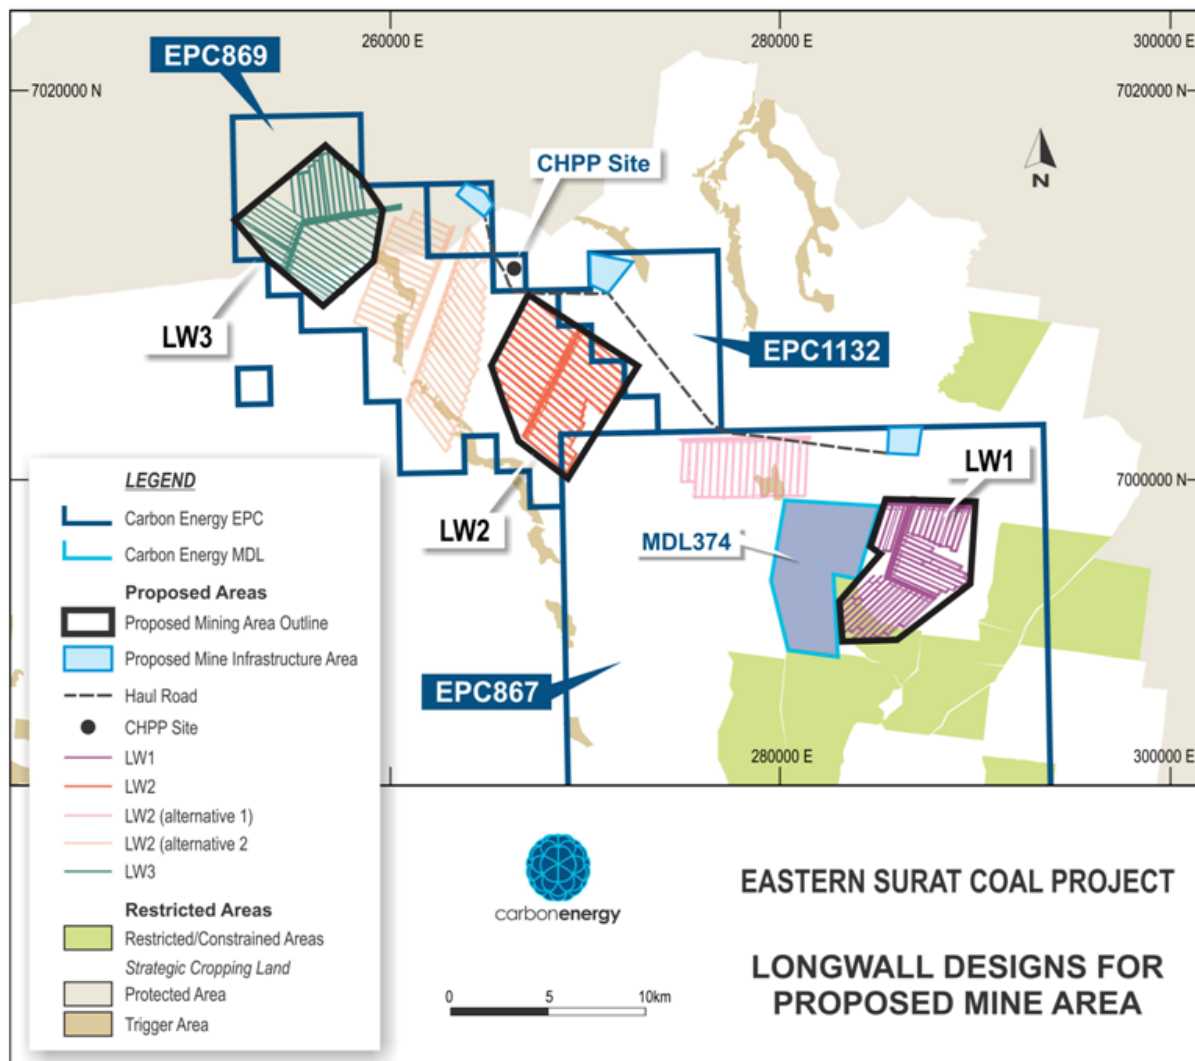 260000 E
280000 E
300000 E
7020000 N
7020000 N
EPC869
CHPP Site
N
LW3
EPC1132
LW1
7000000 N
LW2
MDL374
EPC867
280000 E
300000 E
LEGEND
Carbon Energy EPC
Carbon Energy MDL
Proposed Areas
Proposed Mining Area Outline
Proposed Mine Infrastructure Area
Haul Road
CHPP Site
LW1
LW2
LW2 (alternative 1)
LW2 (alternative 2
LW3
Restricted Areas
Restricted/Constrained Areas
Strategic Cropping Land
Protected Area
Trigger Area
carbonenergy
0 5 10km
EASTERN SURAT COAL PROJECT
LONGWALL DESIGNS FOR
PROPOSED MINE AREA